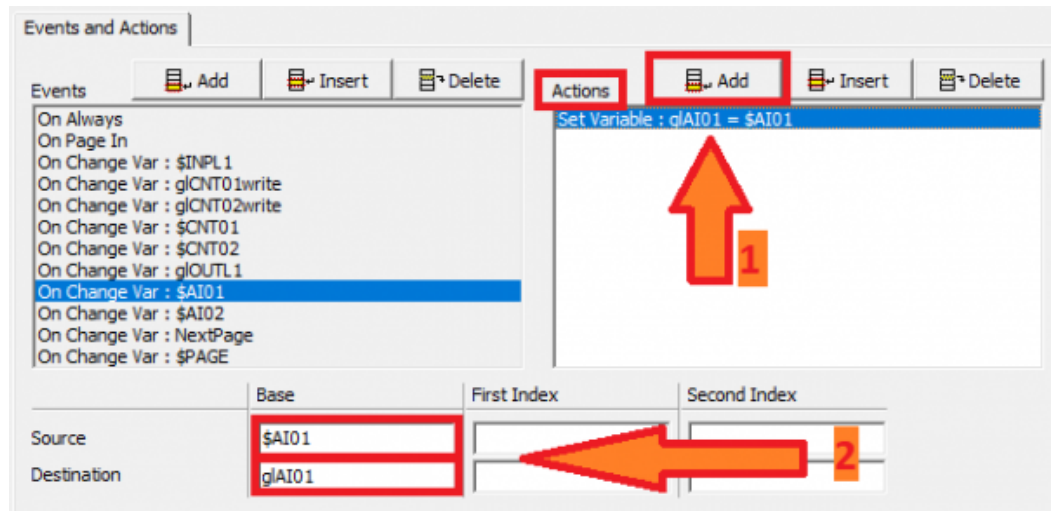 Events and Actions
Events Add Insert Delete Actions Add Insert Delete
On Always
On Page In
On Change Var : $INPL1
On Change Var : glCNT01write
On Change Var : glCNT02write
On Change Var : $CNT01
On Change Var : $CNT02
On Change Var : glOUTL1
On Change Var : $AI01
On Change Var : $AI02
On Change Var : NextPage
On Change Var : $PAGE
Set Variable : glAI01 = $AI01
1
Base First Index Second Index
Source $AI01
Destination glAI01
2